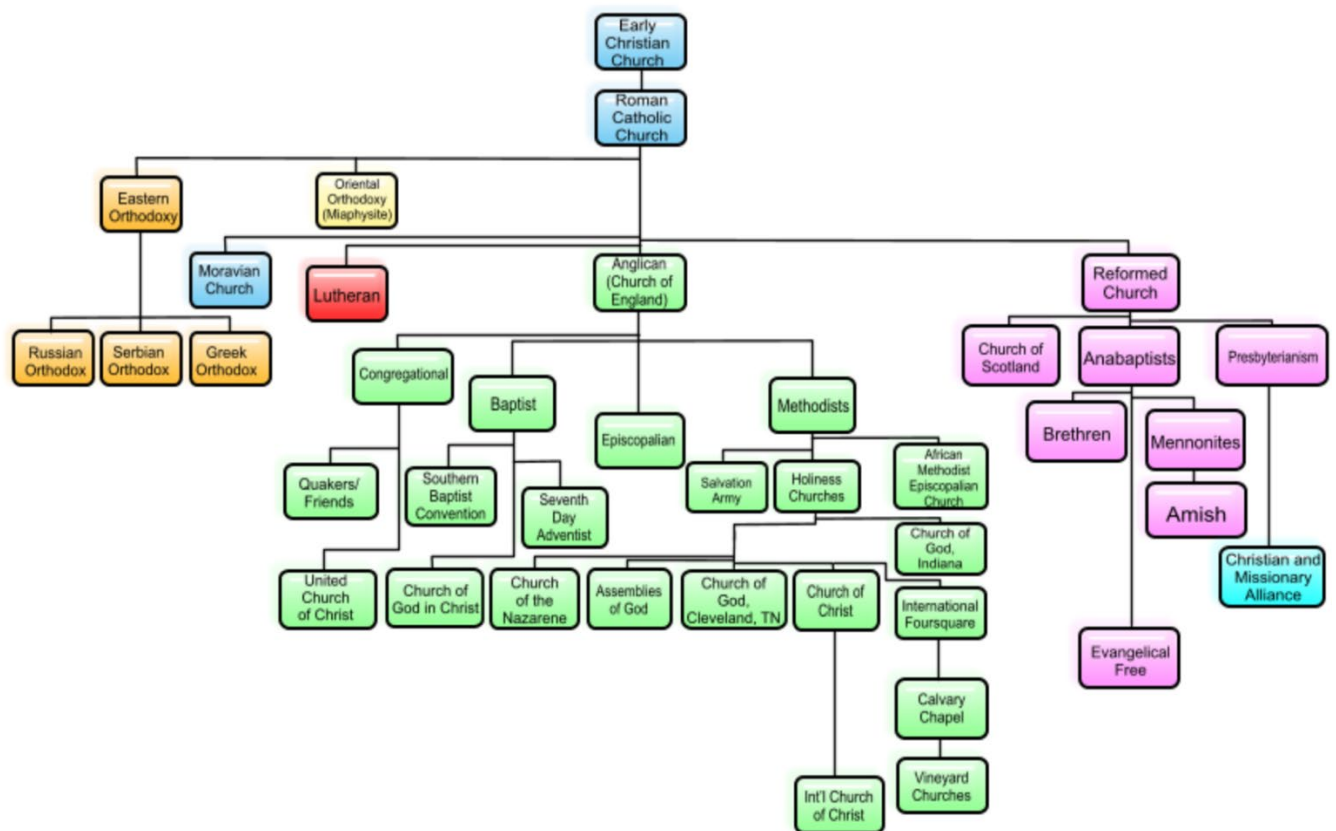 Early
Christian
Church
Roman
Catholic
Church
Eastern
Orthodoxy
Oriental
Orthodoxy
(Miaphysite)
Moravian
Church
Lutheran
Anglican
(Church of
England)
Reformed
Church
Russian
Orthodox
Serbian
Orthodox
Greek
Orthodox
Congregational
Baptist
Episcopalian
Methodists
Church of
Scotland
Anabaptists
Presbyterianism
Brethren
Mennonites
Amish
Quakers/
Friends
Southern
Baptist
Convention
Seventh
Day
Adventist
Salvation
Army
Holiness
Churches
African
Methodist
Episcopalian
Church
Church of
God,
Indiana
United
Church
of Christ
Church of
God in Christ
Church
of the
Nazarene
Assemblies
of God
Church of
God,
Cleveland, TN
Church of
Christ
International
Foursquare
Christian and
Missionary
Alliance
Evangelical
Free
Calvary
Chapel
Vineyard
Churches
Int'l Church
of Christ